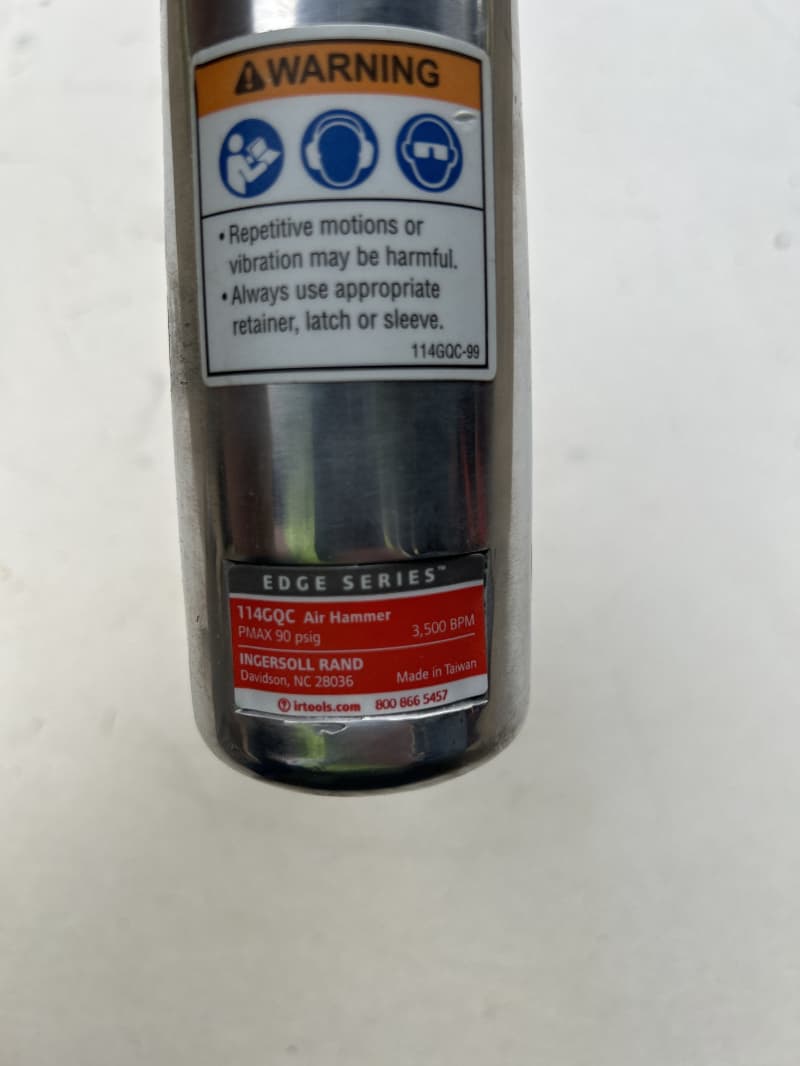 WARNING
• Repetitive motions or
vibration may be harmful.
• Always use appropriate
retainer, latch or sleeve.
114GQC-99
EDGE SERIES™
114GQC Air Hammer
PMAX 90 psig 3,500 BPM
INGERSOLL RAND
Davidson, NC 28036 Made in Taiwan
irtools.com 800 866 5457